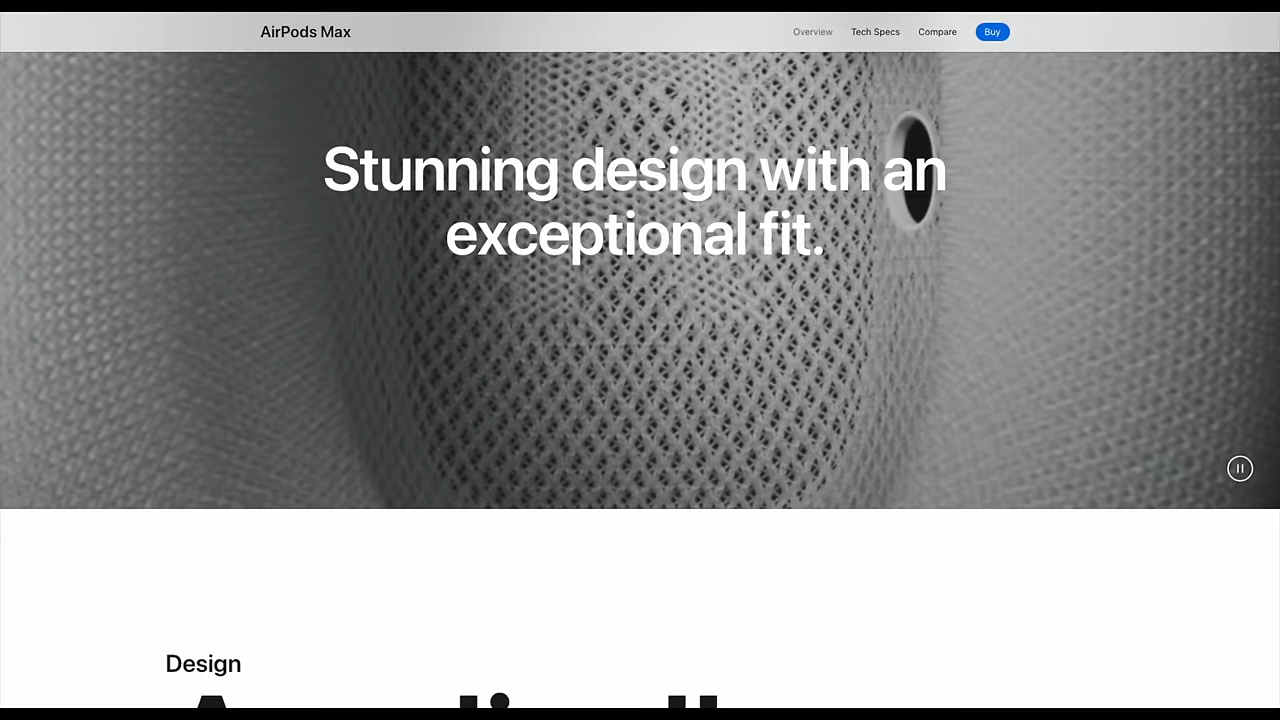 AirPods Max
Overview Tech Specs Compare Buy
Stunning design with an
exceptional fit.
Design